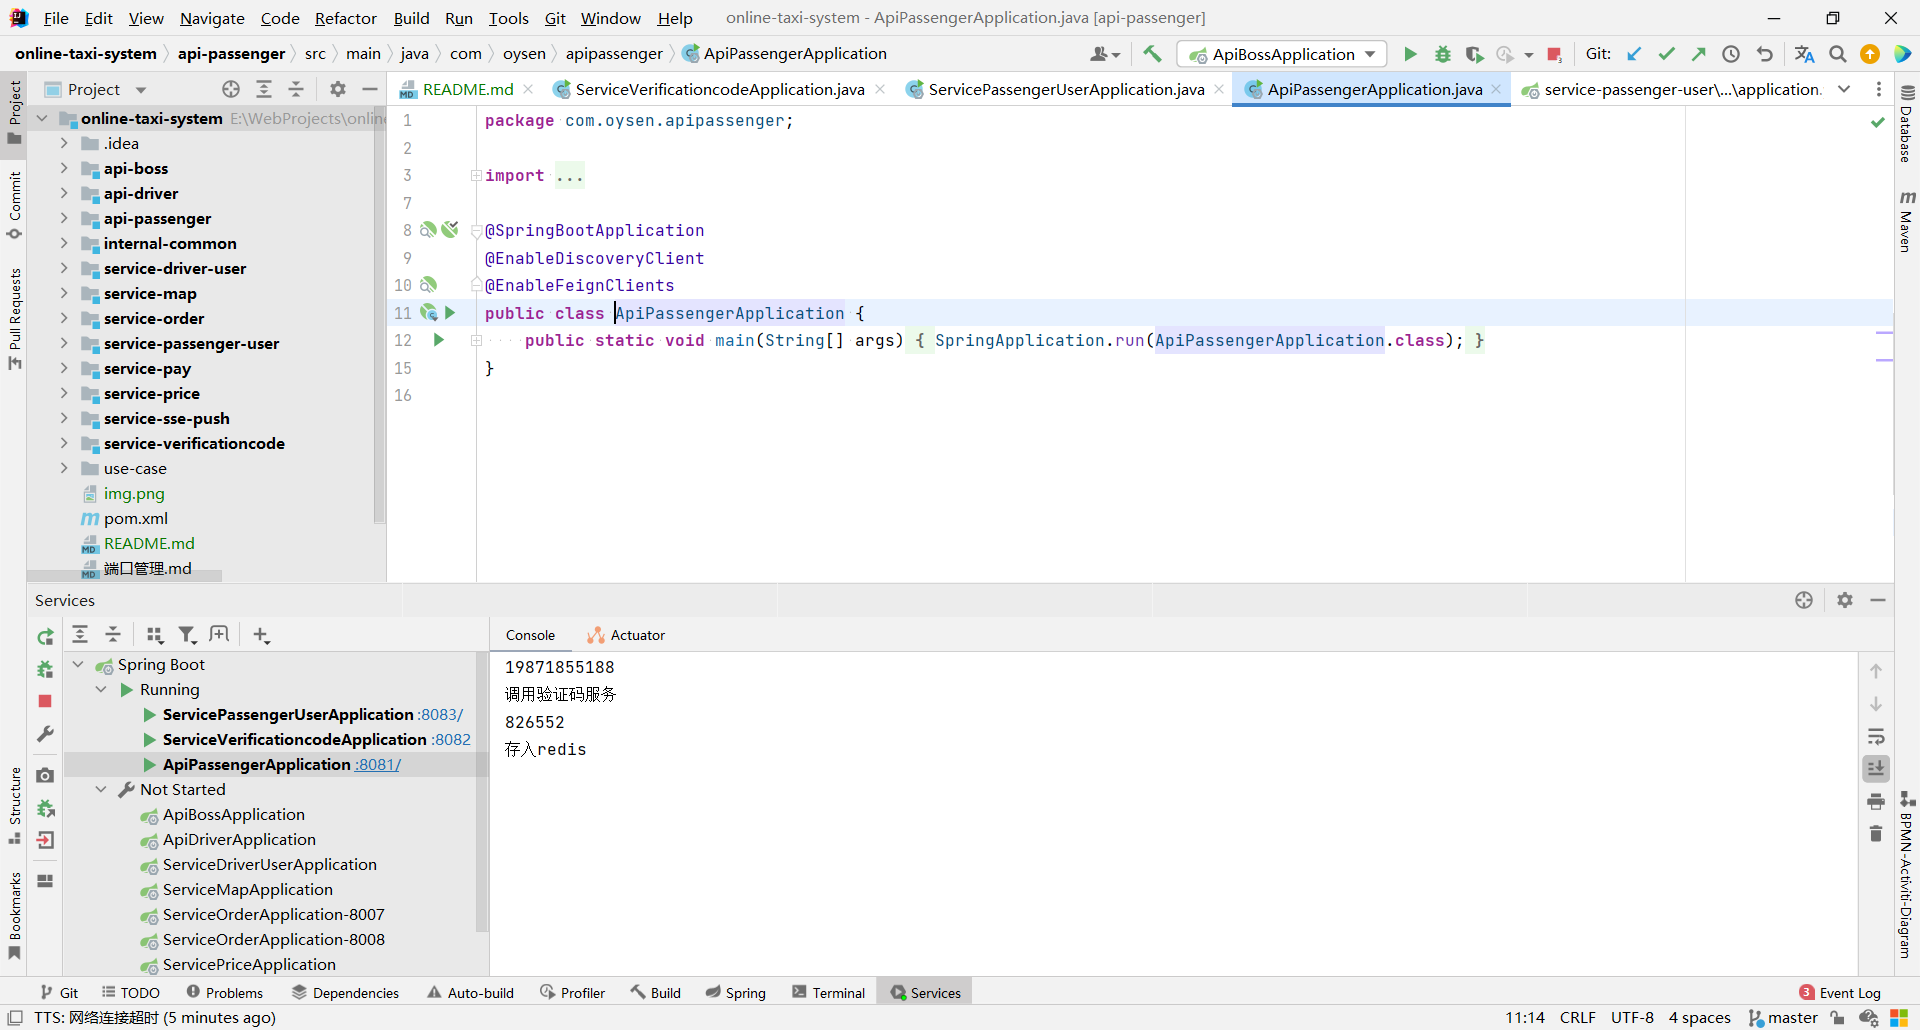 File Edit View Navigate Code Refactor Build Run Tools Git Window Help online-taxi-system - ApiPassengerApplication.java [api-passenger]
online-taxi-system api-passenger src main java com oysen apipassenger ApiPassengerApplication ApiBossApplication Git:
Project README.md ServiceVerificationcodeApplication.java ServicePassengerUserApplication.java ApiPassengerApplication.java service-passenger-user\...\application.
online-taxi-system E:\WebProjects\onlin
.idea
api-boss
api-driver
api-passenger
internal-common
service-driver-user
service-map
service-order
service-passenger-user
service-pay
service-price
service-sse-push
service-verificationcode
use-case
img.png
pom.xml
README.md
端口管理.md
1 package com.oysen.apipassenger;
2
3 import ...
7
8 @SpringBootApplication
9 @EnableDiscoveryClient
10 @EnableFeignClients
11 public class ApiPassengerApplication {
12 public static void main(String[] args) { SpringApplication.run(ApiPassengerApplication.class); }
15 }
16
Project
Commit
Pull Requests
Structure
Bookmarks
Database
Maven
BPMN-Activiti-Diagram
Services
Console Actuator
Spring Boot
Running
ServicePassengerUserApplication :8083/
ServiceVerificationcodeApplication :8082
ApiPassengerApplication :8081/
Not Started
ApiBossApplication
ApiDriverApplication
ServiceDriverUserApplication
ServiceMapApplication
ServiceOrderApplication-8007
ServiceOrderApplication-8008
ServicePriceApplication
19871855188
调用验证码服务
826552
存入redis
Git TODO Problems Dependencies Auto-build Profiler Build Spring Terminal Services 3 Event Log
TTS: 网络连接超时 (5 minutes ago) 11:14 CRLF UTF-8 4 spaces master